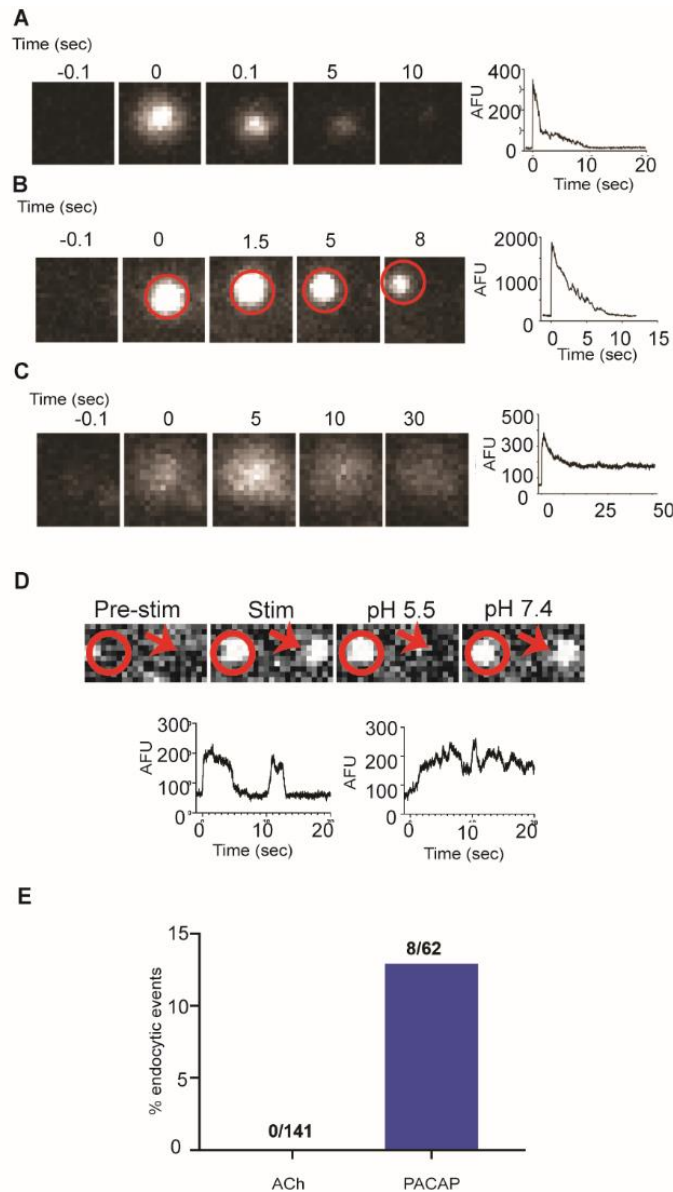 A
Time (sec)
-0.1 0 0.1 5 10
400
200
0
AFU
0 10 20
Time (sec)
B
Time (sec)
-0.1 0 1.5 5 8
2000
1000
0
AFU
0 5 10 15
Time (sec)
C
Time (sec)
-0.1 0 5 10 30
500
300
100
AFU
0 25 50
D
Pre-stim Stim pH 5.5 pH 7.4
300
200
100
0
AFU
0 10 20
Time (sec)
300
200
100
0
AFU
0 10 20
Time (sec)
E
15
10
5
0
% endocytic events
8/62
0/141
ACh PACAP